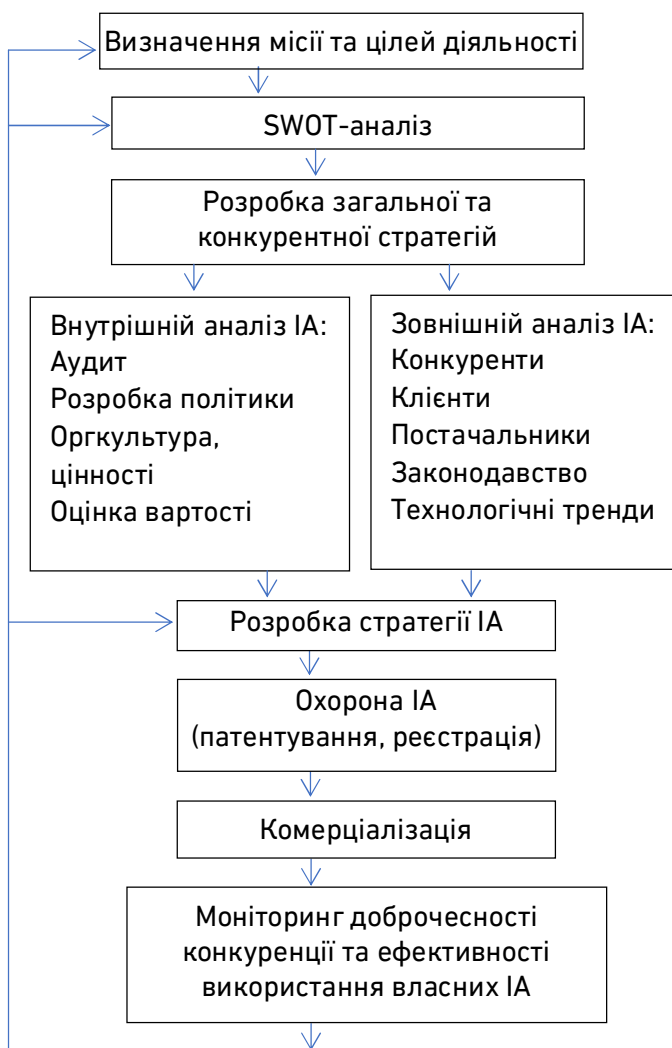 Визначення місії та цілей діяльності
SWOT-аналіз
Розробка загальної та
конкурентної стратегій
Внутрішній аналіз ІА:
Аудит
Розробка політики
Оргкультура,
цінності
Оцінка вартості
Зовнішній аналіз ІА:
Конкуренти
Клієнти
Постачальники
Законодавство
Технологічні тренди
Розробка стратегії ІА
Охорона ІА
(патентування, реєстрація)
Комерціалізація
Моніторинг доброчесності
конкуренції та ефективності
використання власних ІА